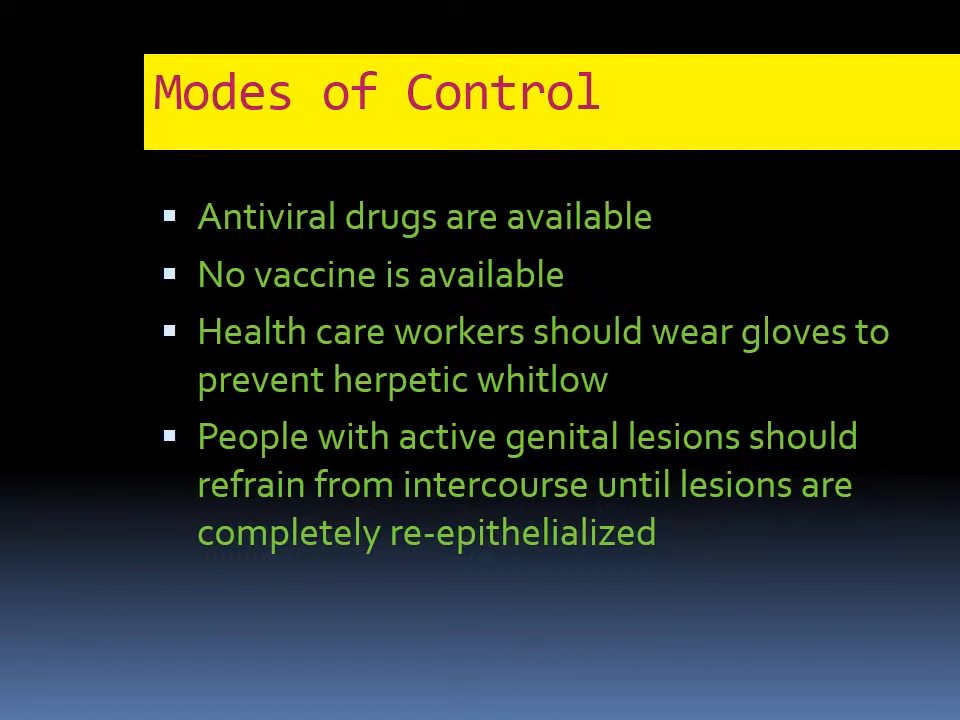 Modes of Control
Antiviral drugs are available
No vaccine is available
Health care workers should wear gloves to
prevent herpetic whitlow
People with active genital lesions should
refrain from intercourse until lesions are
completely re-epithelialized